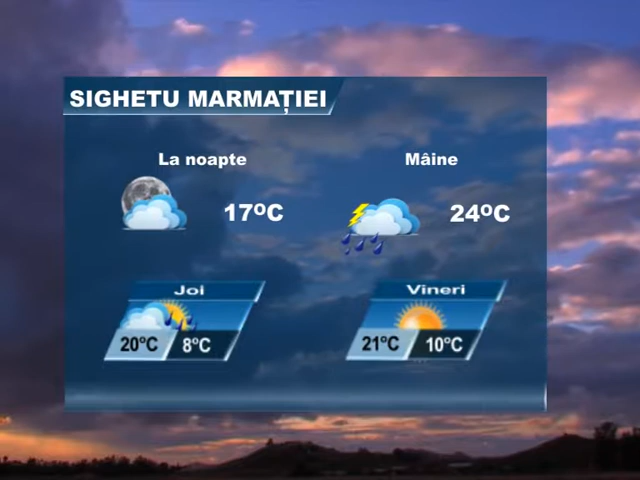 SIGHETU MARMAȚIEI
La noapte
Mâine
17ºC
24ºC
Joi
Vineri
20ºC 8ºC
21ºC 10ºC